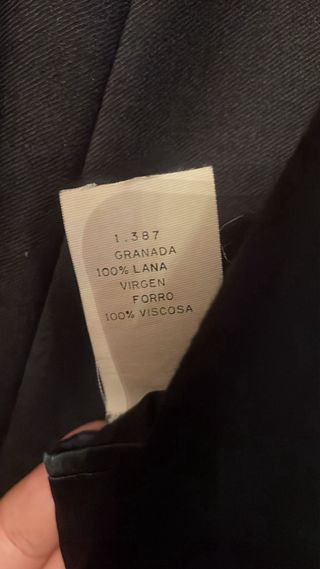 1.387
GRANADA
100% LANA
VIRGEN
FORRO
100% VISCOSA